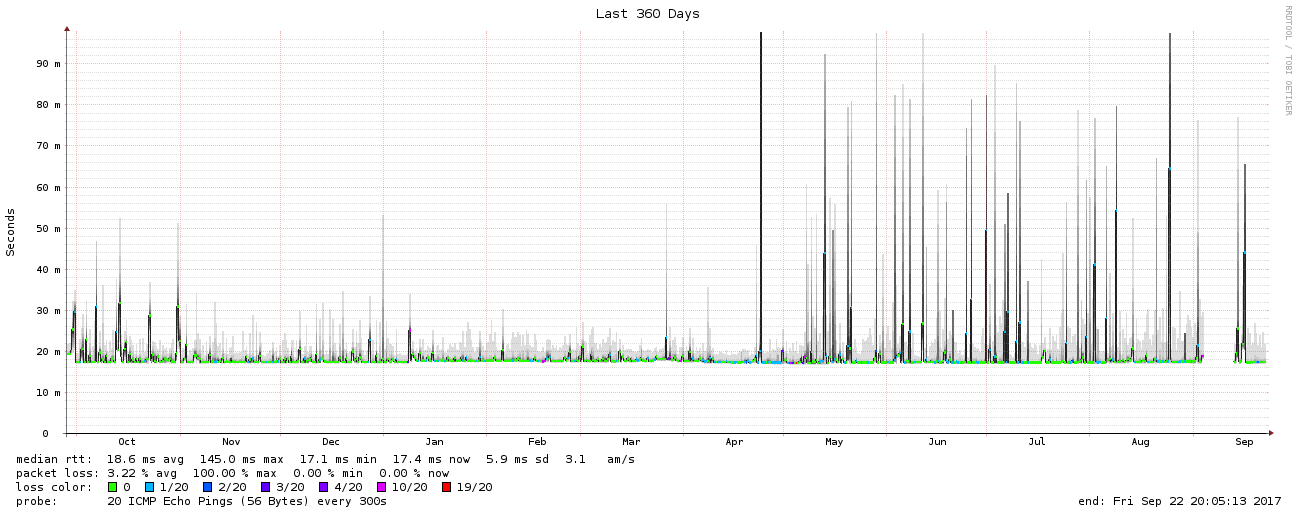 Last 360 Days
RRDTOOL / TOBI OETIKER
Seconds
90 m
80 m
70 m
60 m
50 m
40 m
30 m
20 m
10 m
0
Oct Nov Dec Jan Feb Mar Apr May Jun Jul Aug Sep
median rtt: 18.6 ms avg 145.0 ms max 17.1 ms min 17.4 ms now 5.9 ms sd 3.1 am/s
packet loss: 3.22 % avg 100.00 % max 0.00 % min 0.00 % now
loss color: 0 1/20 2/20 3/20 4/20 10/20 19/20
probe: 20 ICMP Echo Pings (56 Bytes) every 300s end: Fri Sep 22 20:05:13 2017